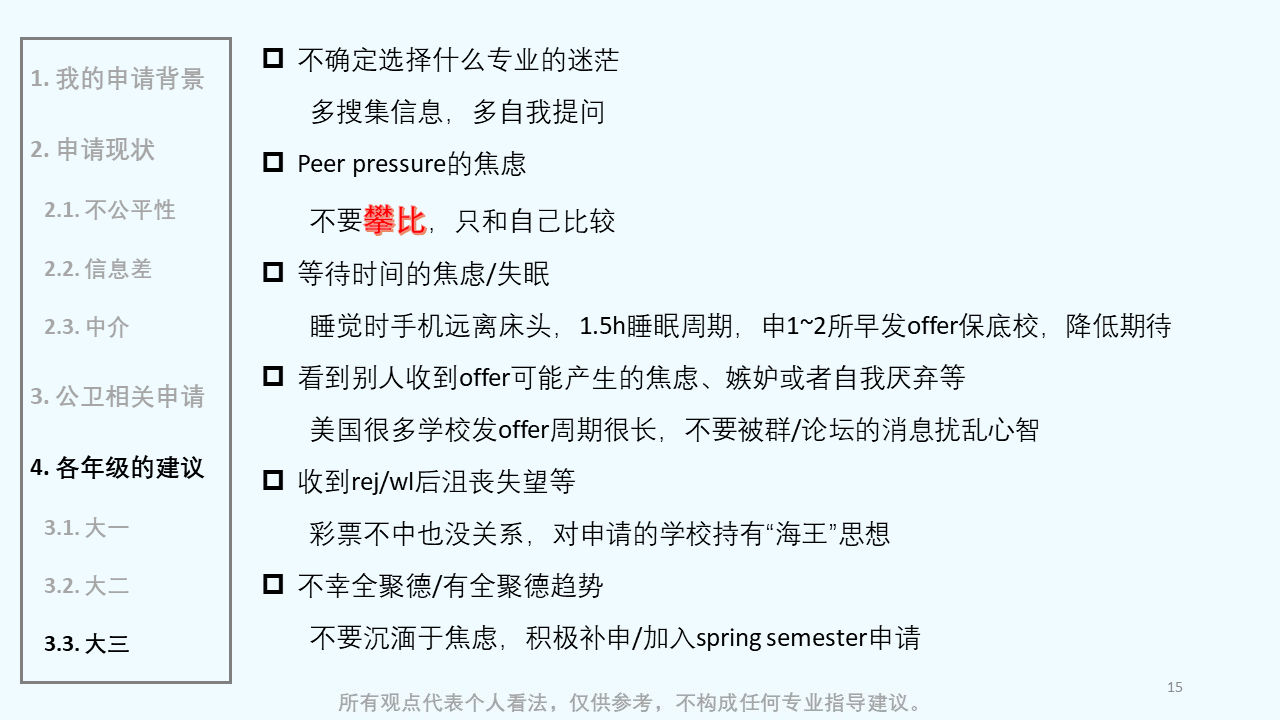 1. 我的申请背景
2. 申请现状
2.1. 不公平性
2.2. 信息差
2.3. 中介
3. 公卫相关申请
4. 各年级的建议
3.1. 大一
3.2. 大二
3.3. 大三
不确定选择什么专业的迷茫
多搜集信息，多自我提问
Peer pressure的焦虑
不要攀比，只和自己比较
等待时间的焦虑/失眠
睡觉时手机远离床头，1.5h睡眠周期，申1~2所早发offer保底校，降低期待
看到别人收到offer可能产生的焦虑、嫉妒或者自我厌弃等
美国很多学校发offer周期很长，不要被群/论坛的消息扰乱心智
收到rej/wl后沮丧失望等
彩票不中也没关系，对申请的学校持有“海王”思想
不幸全聚德/有全聚德趋势
不要沉湎于焦虑，积极补申/加入spring semester申请
所有观点代表个人看法，仅供参考，不构成任何专业指导建议。
15